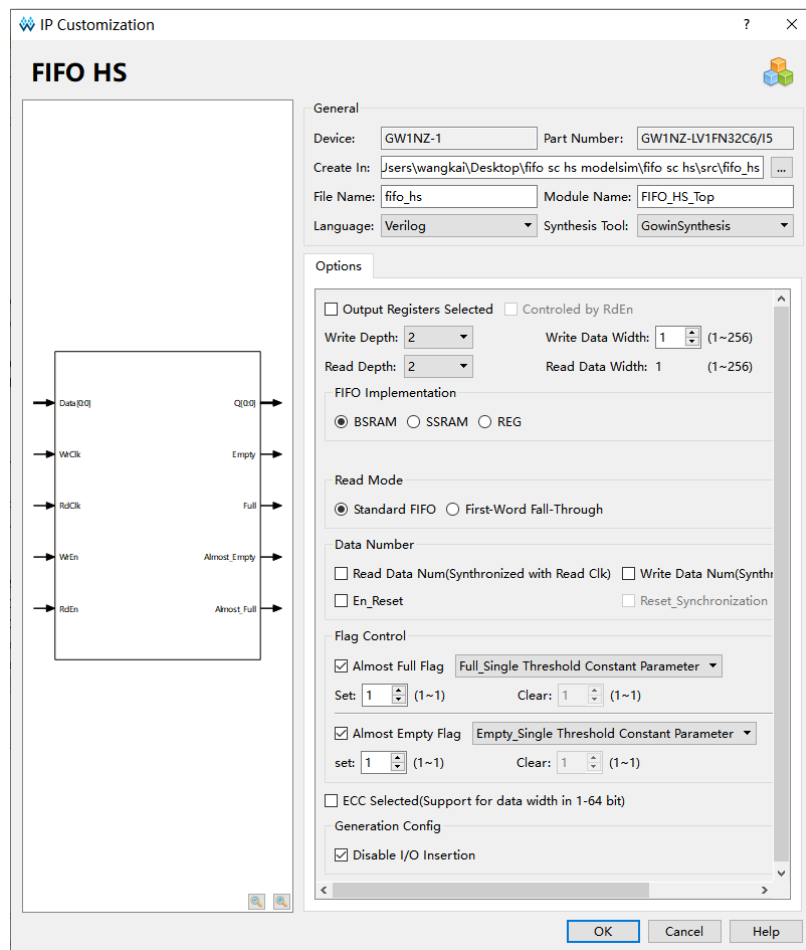 IP Customization
?
FIFO HS
Data[0:0]
WrClk
RdClk
WrEn
RdEn
Q[0:0]
Empty
Full
Almost_Empty
Almost_Full
General
Device: GW1NZ-1 Part Number: GW1NZ-LV1FN32C6/I5
Create In: Jsers\wangkai\Desktop\fifo sc hs modelsim\fifo sc hs\src\fifo_hs ...
File Name: fifo_hs Module Name: FIFO_HS_Top
Language: Verilog Synthesis Tool: GowinSynthesis
Options
Output Registers Selected Controled by RdEn
Write Depth: 2 Write Data Width: 1 (1~256)
Read Depth: 2 Read Data Width: 1 (1~256)
FIFO Implementation
BSRAM SSRAM REG
Read Mode
Standard FIFO First-Word Fall-Through
Data Number
Read Data Num(Synchronized with Read Clk) Write Data Num(Synchr
En_Reset Reset_Synchronization
Flag Control
Almost Full Flag Full_Single Threshold Constant Parameter
Set: 1 (1~1) Clear: 1 (1~1)
Almost Empty Flag Empty_Single Threshold Constant Parameter
set: 1 (1~1) Clear: 1 (1~1)
ECC Selected(Support for data width in 1-64 bit)
Generation Config
Disable I/O Insertion
OK Cancel Help